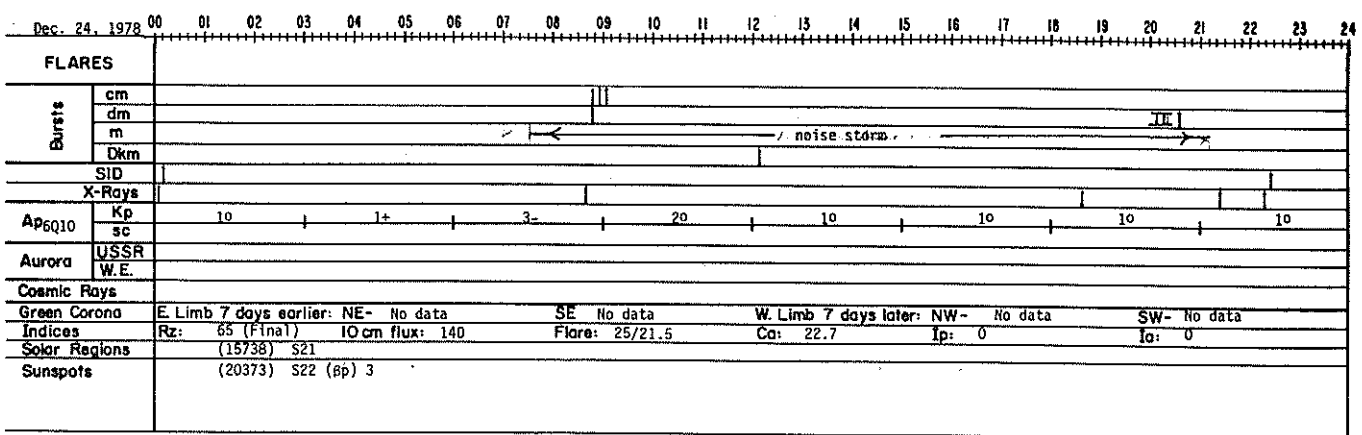 Dec. 24, 1978 00 01 02 03 04 05 06 07 08 09 10 11 12 13 14 15 16 17 18 19 20 21 22 23 24
FLARES
Bursts
cm
dm III
m noise storm
Dkm
SID
X-Rays
Ap6Q10 Kp 1o 1+ 3- 2o 1o 1o 1o 1o
sc
Aurora USSR
W.E.
Cosmic Rays
Green Corona E. Limb 7 days earlier: NE- No data SE No data W. Limb 7 days later: NW- No data SW- No data
Indices Rz: 65 (Final) 10 cm flux: 140 Flare: 25/21.5 Ca: 22.7 Ip: 0 Ia: 0
Solar Regions (15738) S21
Sunspots (20373) S22 (βp) 3